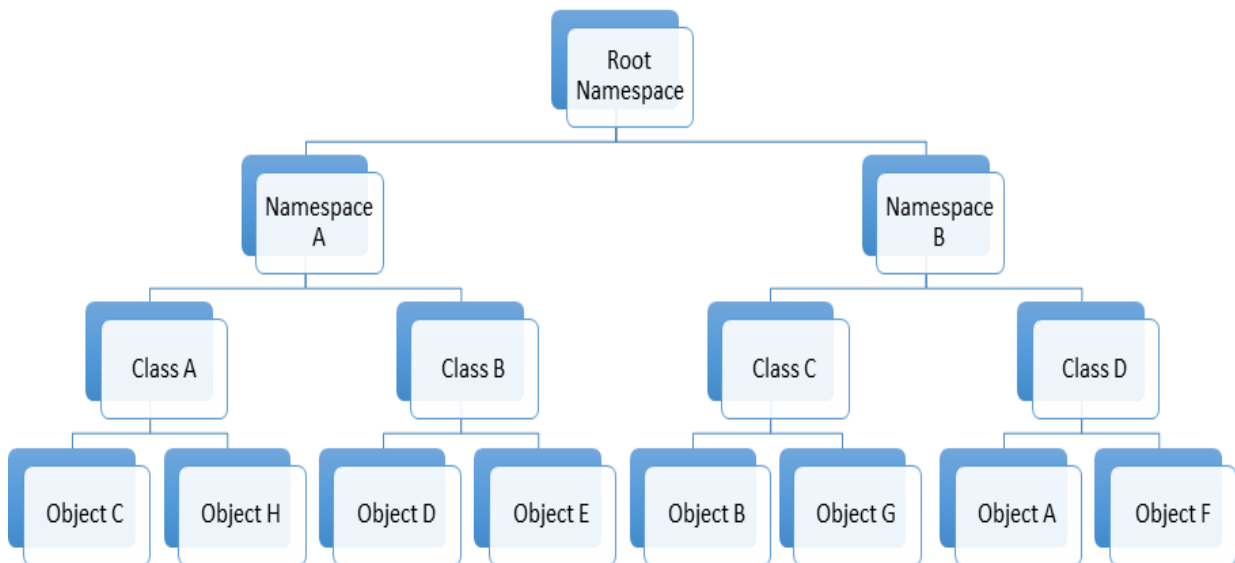 Root
Namespace
Namespace
A
Namespace
B
Class A
Class B
Class C
Class D
Object C
Object H
Object D
Object E
Object B
Object G
Object A
Object F